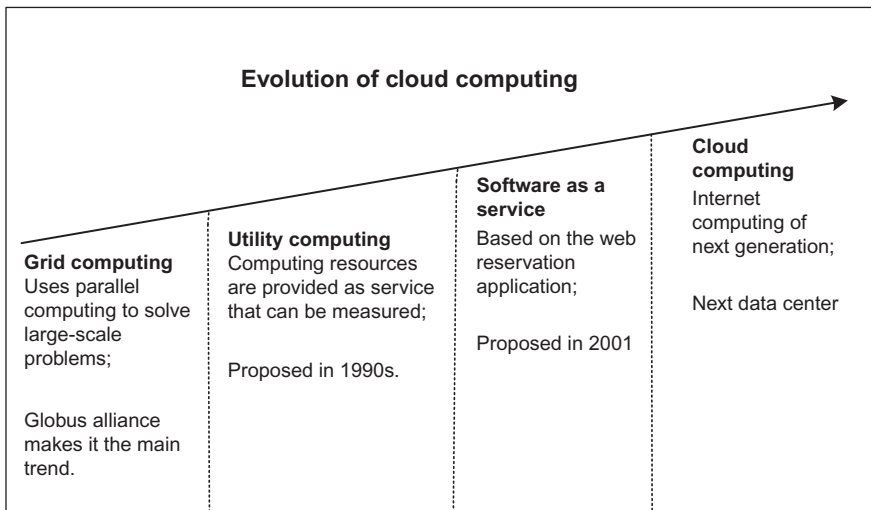 Evolution of cloud computing
Grid computing
Uses parallel
computing to solve
large-scale
problems;
Globus alliance
makes it the main
trend.
Utility computing
Computing resources
are provided as service
that can be measured;
Proposed in 1990s.
Software as a
service
Based on the web
reservation
application;
Proposed in 2001
Cloud
computing
Internet
computing of
next generation;
Next data center